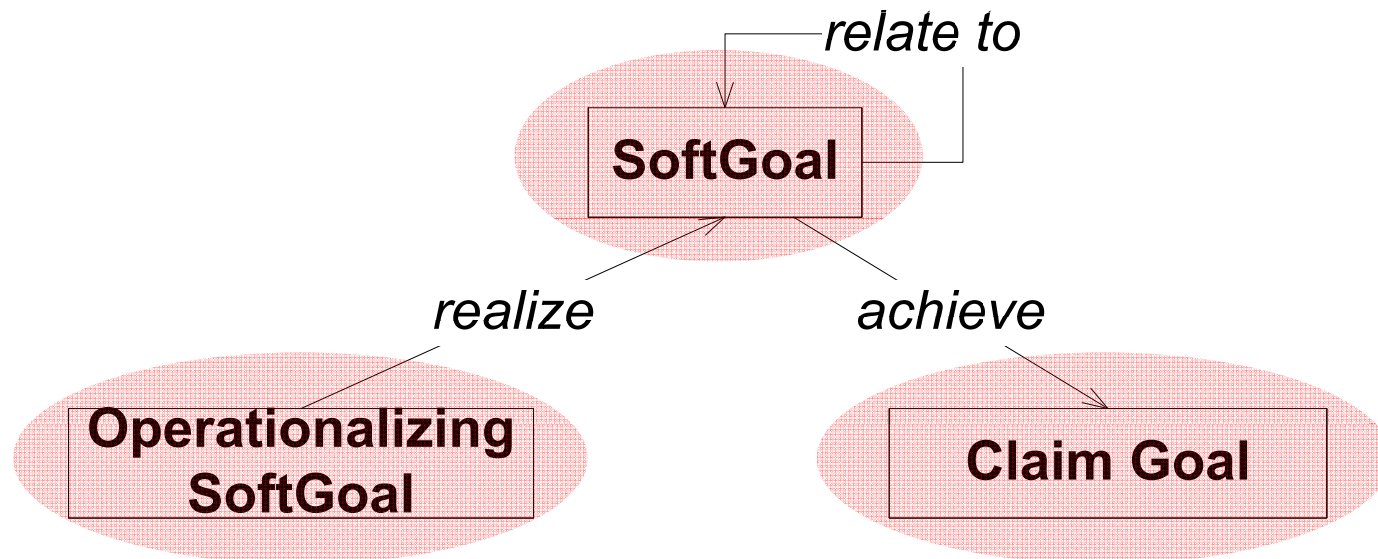 relate to
SoftGoal
realize
achieve
Operationalizing
SoftGoal
Claim Goal